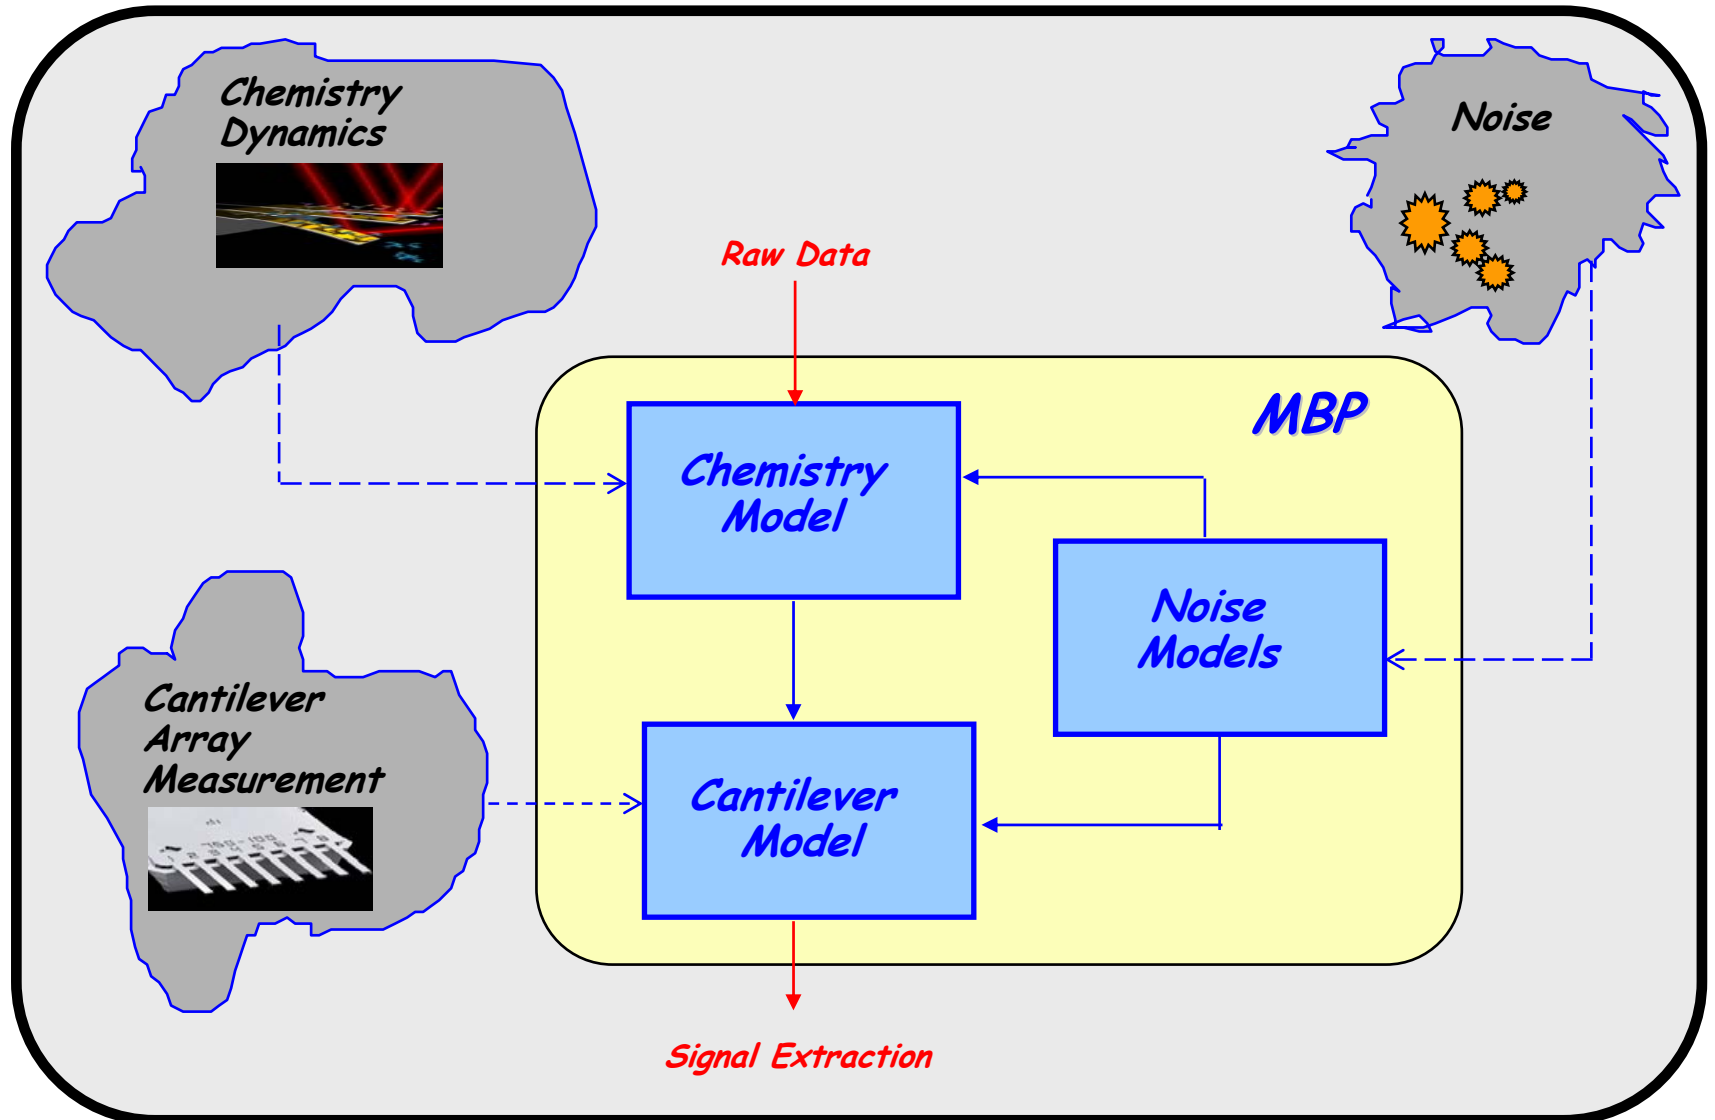 Chemistry
Dynamics
Noise
Raw Data
MBP
Chemistry
Model
Noise
Models
Cantilever
Array
Measurement
Cantilever
Model
Signal Extraction